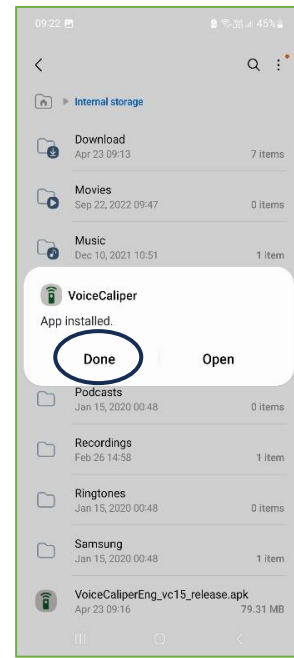 09:22 45%
Internal storage
Download
Apr 23 09:13 7 items
Movies
Sep 22, 2022 09:47 0 items
Music
Dec 10, 2021 10:51 1 item
VoiceCaliper
App installed.
Done Open
Podcasts
Jan 15, 2020 00:48 0 items
Recordings
Feb 26 14:58 1 item
Ringtones
Jan 15, 2020 00:48 0 items
Samsung
Jan 15, 2020 00:48 1 item
VoiceCaliperEng_vc15_release.apk
Apr 23 09:16 79.31 MB